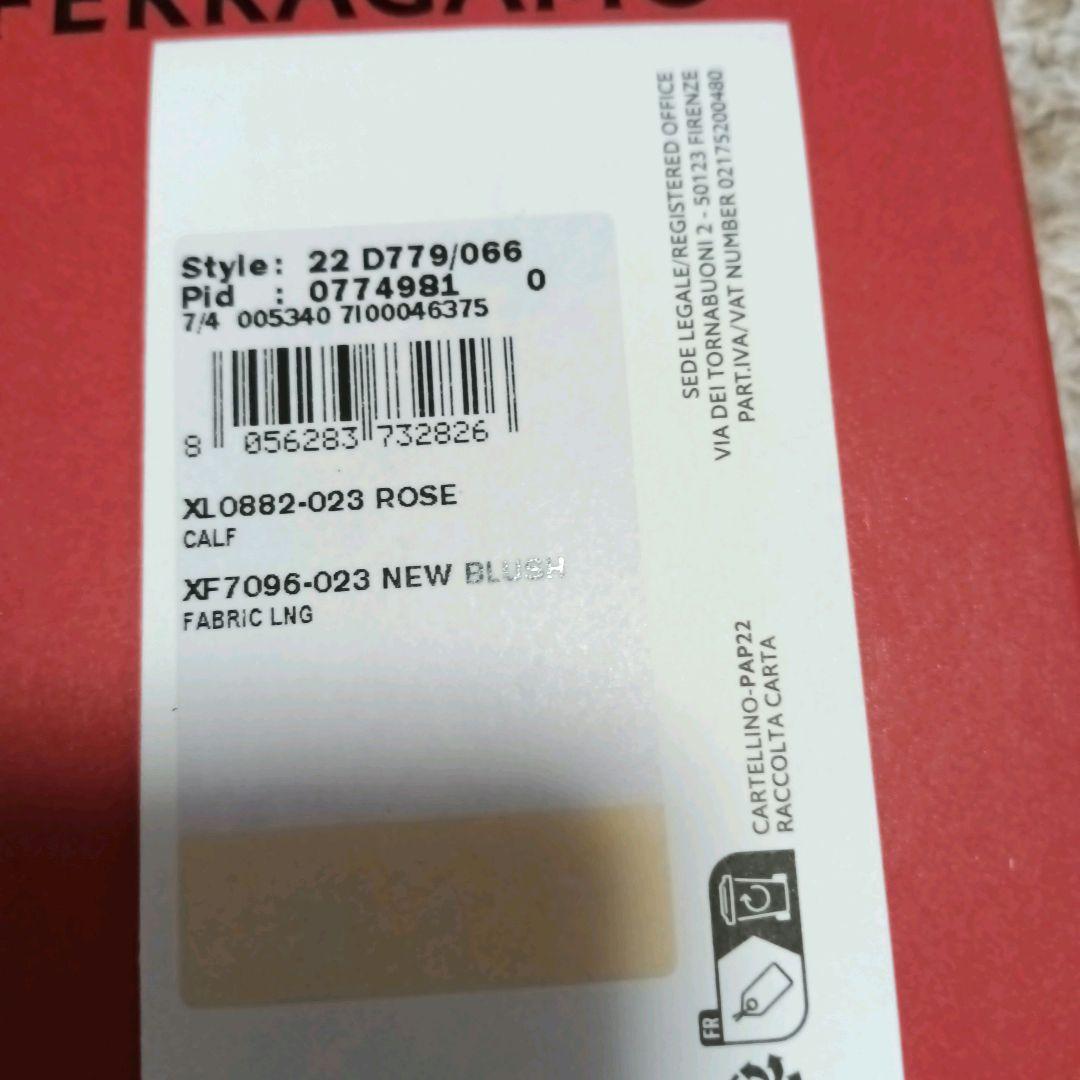 FERRAGAMO
Style: 22 D779/066
Pid : 0774981 0
7/4 005340 7I00046375
8 056283 732826
XL0882-023 ROSE
CALF
XF7096-023 NEW BLUSH
FABRIC LNG
SEDE LEGALE/REGISTERED OFFICE
VIA DEI TORNABUONI 2 - 50123 FIRENZE
PART.IVA/VAT NUMBER 02175200480
CARTELLINO-PAP22
RACCOLTA CARTA
FR